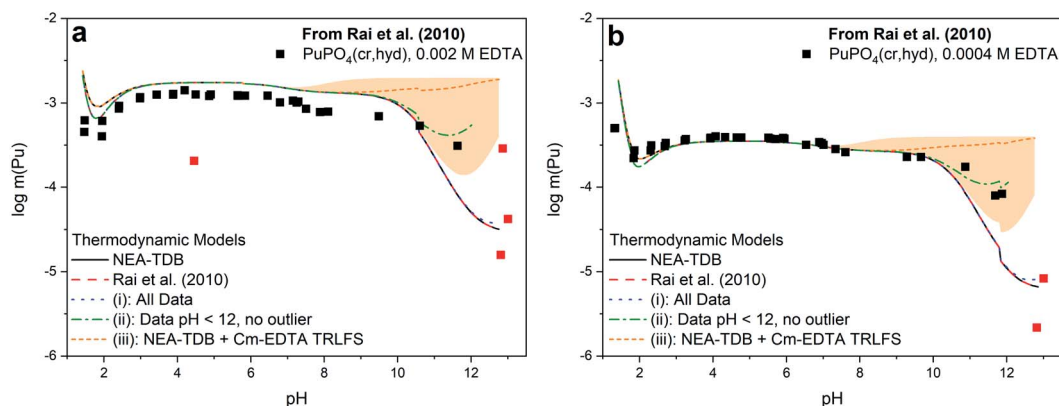 a
From Rai et al. (2010)
PuPO₄(cr,hyd), 0.002 M EDTA
-2
-3
-4
-5
-6
log m(Pu)
Thermodynamic Models
NEA-TDB
Rai et al. (2010)
(i): All Data
(ii): Data pH < 12, no outlier
(iii): NEA-TDB + Cm-EDTA TRLFS
2 4 6 8 10 12
pH
b
From Rai et al. (2010)
PuPO₄(cr,hyd), 0.0004 M EDTA
-2
-3
-4
-5
-6
log m(Pu)
Thermodynamic Models
NEA-TDB
Rai et al. (2010)
(i): All Data
(ii): Data pH < 12, no outlier
(iii): NEA-TDB + Cm-EDTA TRLFS
2 4 6 8 10 12
pH